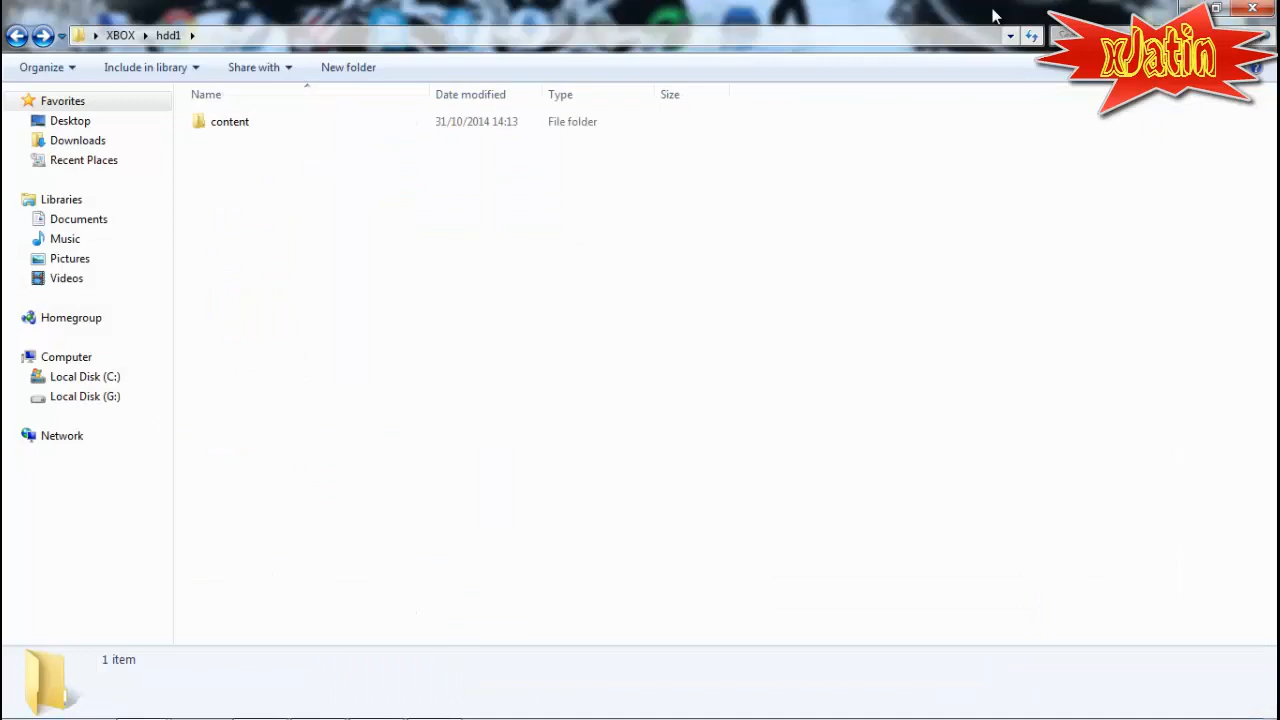 XBOX hdd1
xJatin
Organize Include in library Share with New folder
Name Date modified Type Size
content 31/10/2014 14:13 File folder
Favorites
Desktop
Downloads
Recent Places
Libraries
Documents
Music
Pictures
Videos
Homegroup
Computer
Local Disk (C:)
Local Disk (G:)
Network
1 item